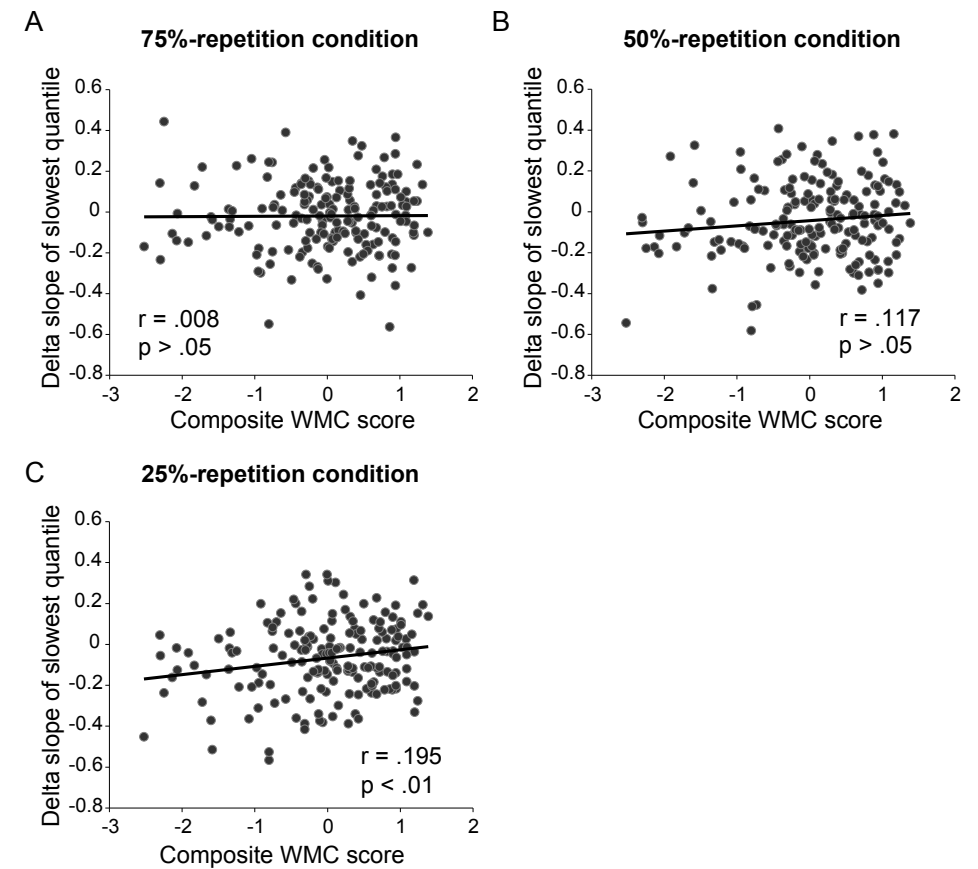 A
75%-repetition condition
Delta slope of slowest quantile
0.6
0.4
0.2
0
-0.2
-0.4
-0.6
-0.8
r = .008
p > .05
-3 -2 -1 0 1 2
Composite WMC score
B
50%-repetition condition
Delta slope of slowest quantile
0.6
0.4
0.2
0
-0.2
-0.4
-0.6
-0.8
r = .117
p > .05
-3 -2 -1 0 1 2
Composite WMC score
C
25%-repetition condition
Delta slope of slowest quantile
0.6
0.4
0.2
0
-0.2
-0.4
-0.6
-0.8
r = .195
p < .01
-3 -2 -1 0 1 2
Composite WMC score